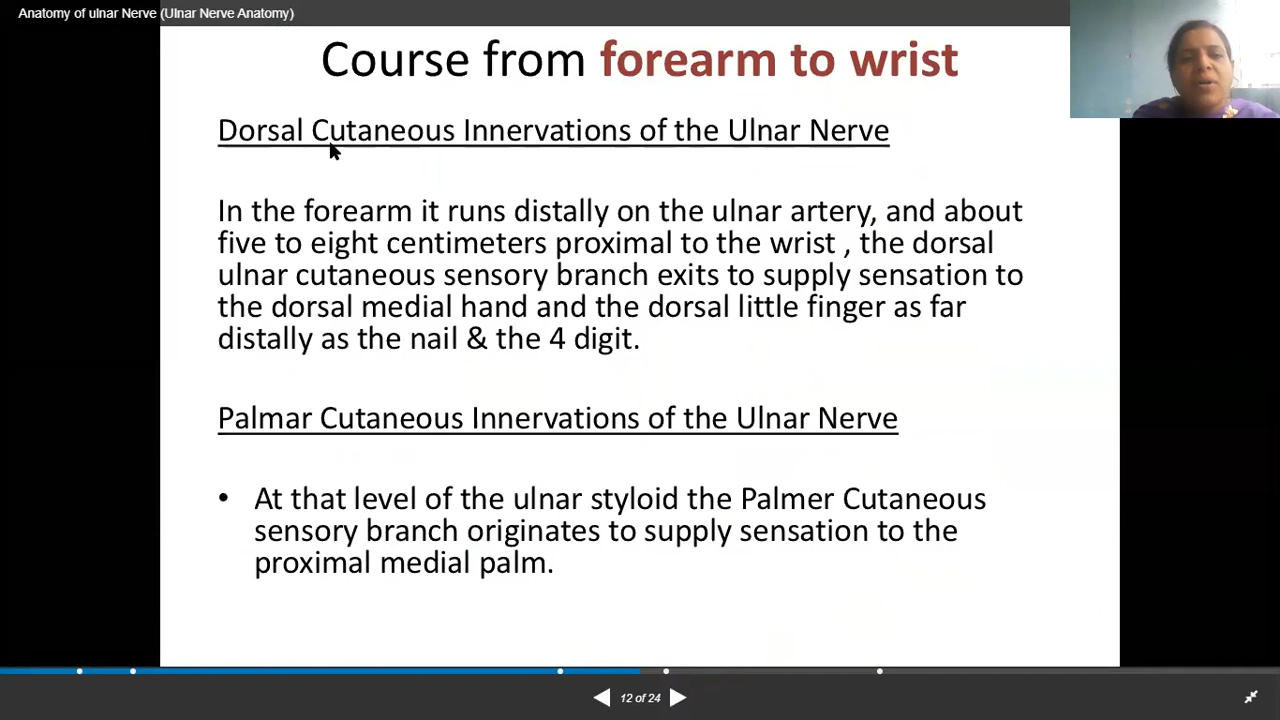 Anatomy of ulnar Nerve (Ulnar Nerve Anatomy)
Course from forearm to wrist
Dorsal Cutaneous Innervations of the Ulnar Nerve
In the forearm it runs distally on the ulnar artery, and about
five to eight centimeters proximal to the wrist , the dorsal
ulnar cutaneous sensory branch exits to supply sensation to
the dorsal medial hand and the dorsal little finger as far
distally as the nail & the 4 digit.
Palmar Cutaneous Innervations of the Ulnar Nerve
• At that level of the ulnar styloid the Palmer Cutaneous
sensory branch originates to supply sensation to the
proximal medial palm.
12 of 24